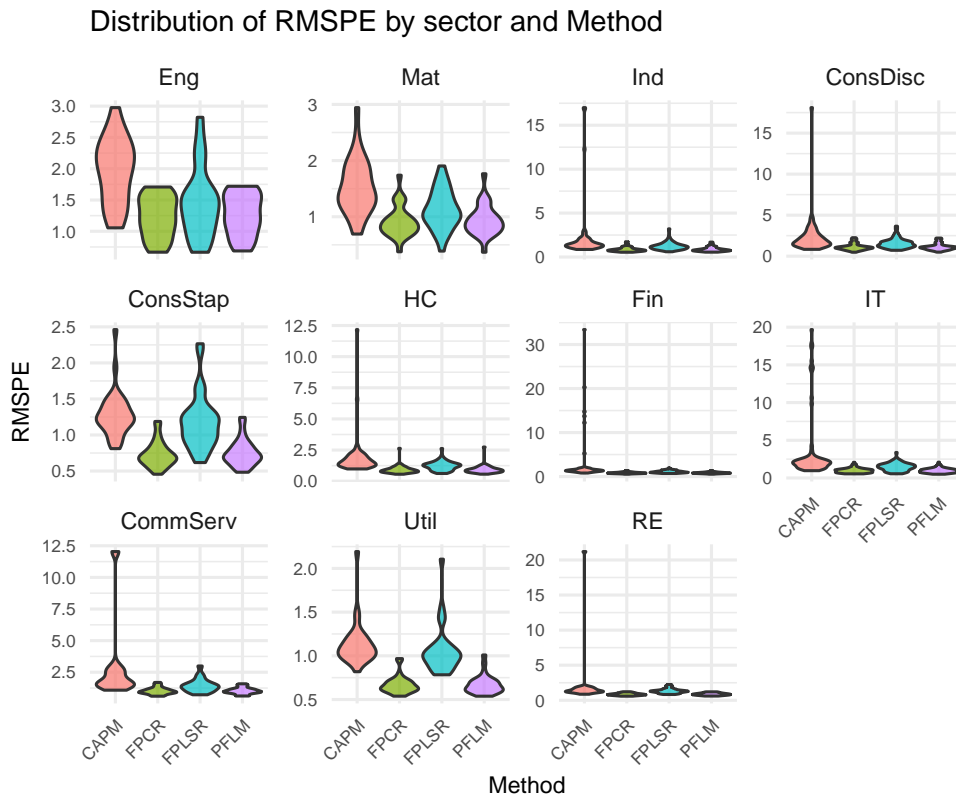 Distribution of RMSPE by sector and Method
Eng
Mat
Ind
ConsDisc
3.0
2.5
2.0
1.5
1.0
3
2
1
15
10
5
0
15
10
5
0
ConsStap
HC
Fin
IT
2.5
2.0
1.5
1.0
0.5
12.5
10.0
7.5
5.0
2.5
0.0
30
20
10
0
20
15
10
5
0
CAPM
FPCR
FPLSR
PFLM
CommServ
Util
RE
12.5
10.0
7.5
5.0
2.5
2.0
1.5
1.0
0.5
20
15
10
5
0
CAPM
FPCR
FPLSR
PFLM
CAPM
FPCR
FPLSR
PFLM
CAPM
FPCR
FPLSR
PFLM
RMSPE
Method